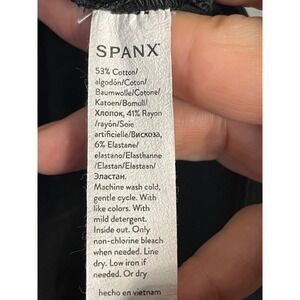 SPANX
53% Cotton/
algodón/Coton/
Baumwolle/Cotone/
Katoen/Bomull/
Хлопок, 41% Rayon
/rayón/Soie
artificielle/Вискоза,
6% Elastane/
elastano/Elasthanne
/Elastan/Elastaan/
Эластан.
Machine wash cold,
gentle cycle. With
like colors. With
mild detergent.
Inside out. Only
non-chlorine bleach
when needed. Line
dry. Low iron if
needed. Or dry
hecho en vietnam